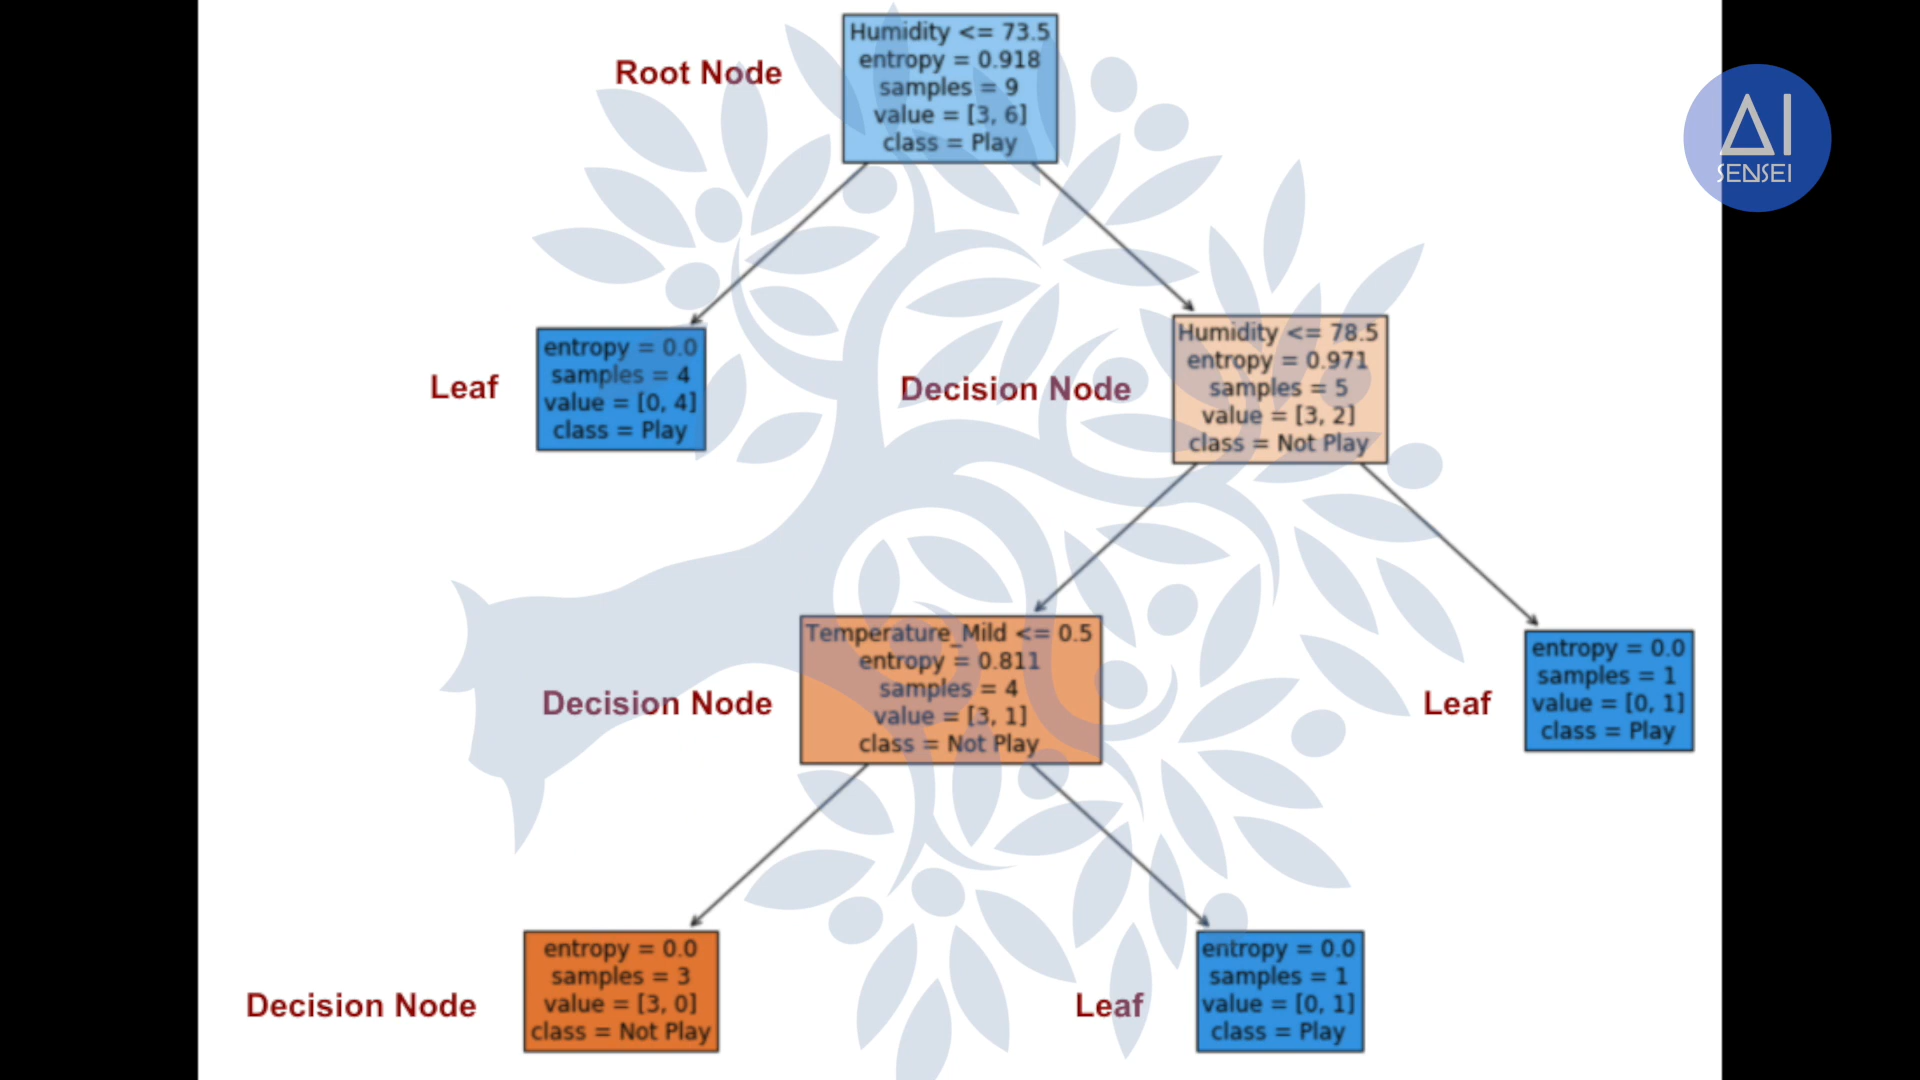 Root Node
Humidity <= 73.5
entropy = 0.918
samples = 9
value = [3, 6]
class = Play
AI
SENSEI
Leaf
entropy = 0.0
samples = 4
value = [0, 4]
class = Play
Decision Node
Humidity <= 78.5
entropy = 0.971
samples = 5
value = [3, 2]
class = Not Play
Decision Node
Temperature_Mild <= 0.5
entropy = 0.811
samples = 4
value = [3, 1]
class = Not Play
Leaf
entropy = 0.0
samples = 1
value = [0, 1]
class = Play
Decision Node
entropy = 0.0
samples = 3
value = [3, 0]
class = Not Play
Leaf
entropy = 0.0
samples = 1
value = [0, 1]
class = Play